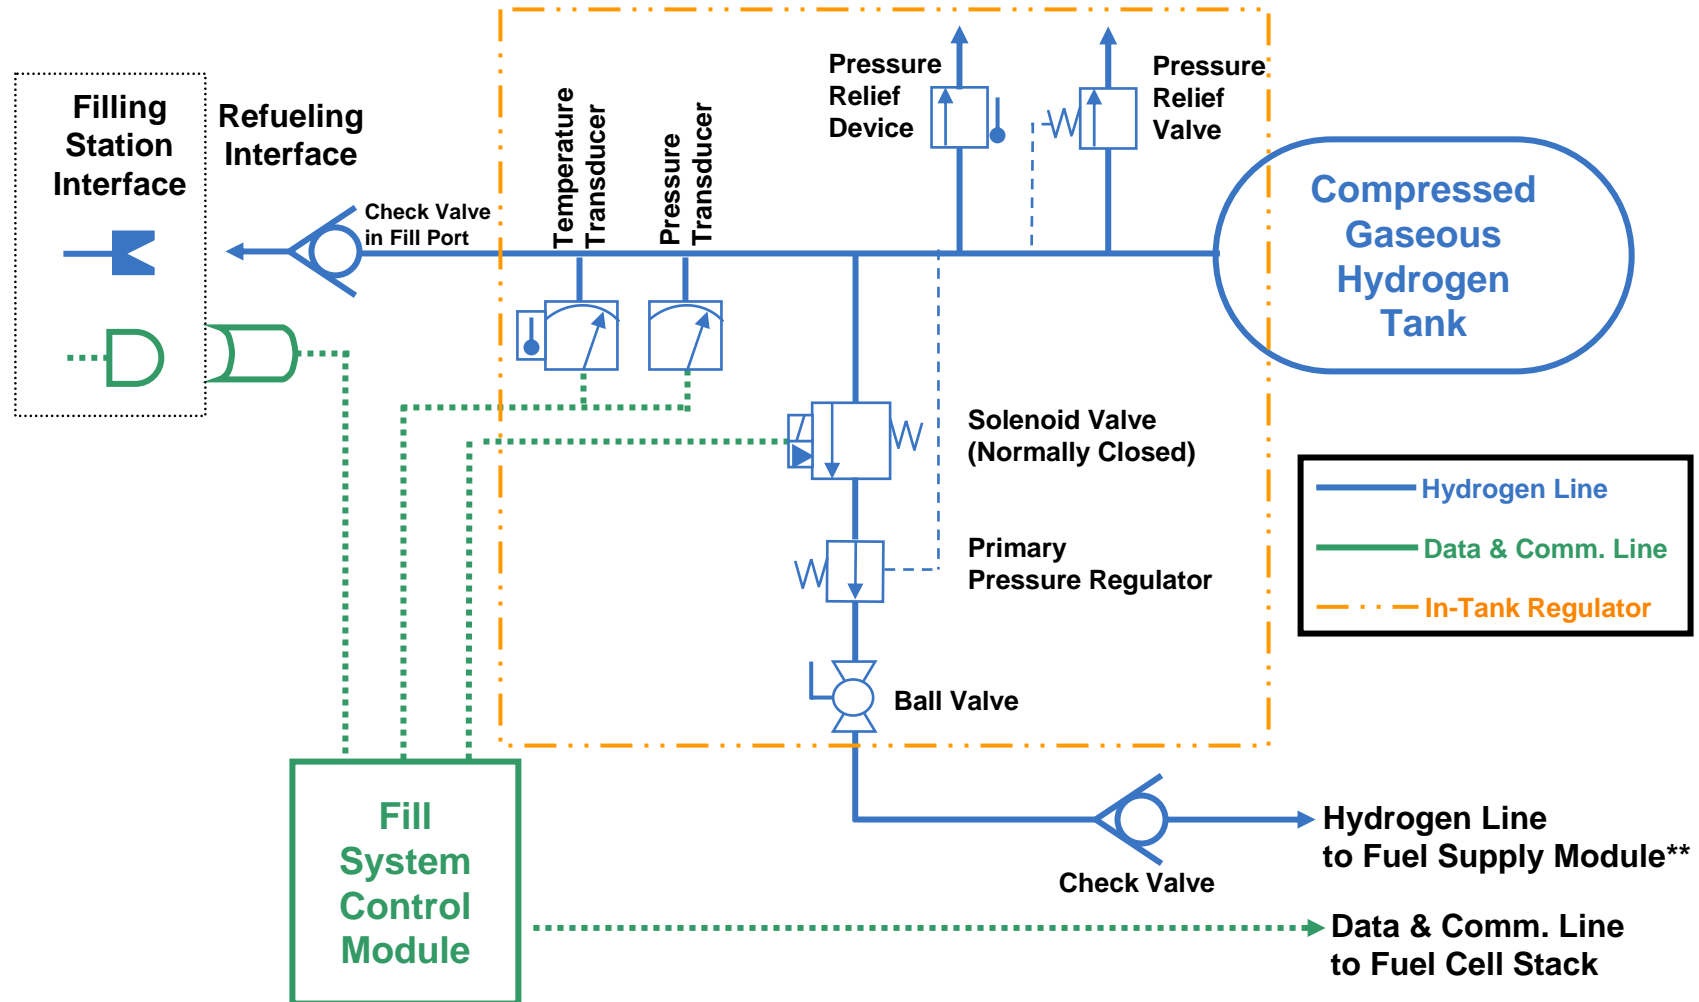 Filling
Station
Interface
Refueling
Interface
Check Valve
in Fill Port
Temperature
Transducer
Pressure
Transducer
Pressure
Relief
Device
Pressure
Relief
Valve
Compressed
Gaseous
Hydrogen
Tank
Solenoid Valve
(Normally Closed)
Primary
Pressure Regulator
Ball Valve
Hydrogen Line
Data & Comm. Line
In-Tank Regulator
Fill
System
Control
Module
Check Valve
Hydrogen Line
to Fuel Supply Module**
Data & Comm. Line
to Fuel Cell Stack